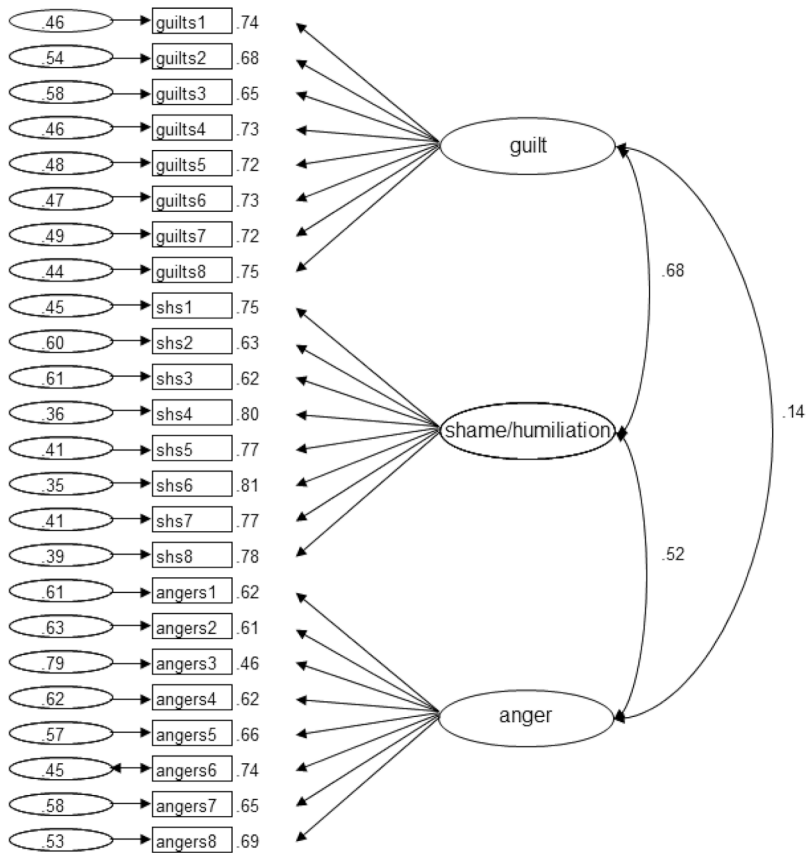 .46 guilts1 .74
.54 guilts2 .68
.58 guilts3 .65
.46 guilts4 .73
guilt
.48 guilts5 .72
.47 guilts6 .73
.49 guilts7 .72
.44 guilts8 .75
.68
.45 shs1 .75
.60 shs2 .63
.61 shs3 .62
.36 shs4 .80
.14
shame/humiliation
.41 shs5 .77
.35 shs6 .81
.41 shs7 .77
.39 shs8 .78
.52
.61 angers1 .62
.63 angers2 .61
.79 angers3 .46
.62 angers4 .62
anger
.57 angers5 .66
.45 angers6 .74
.58 angers7 .65
.53 angers8 .69